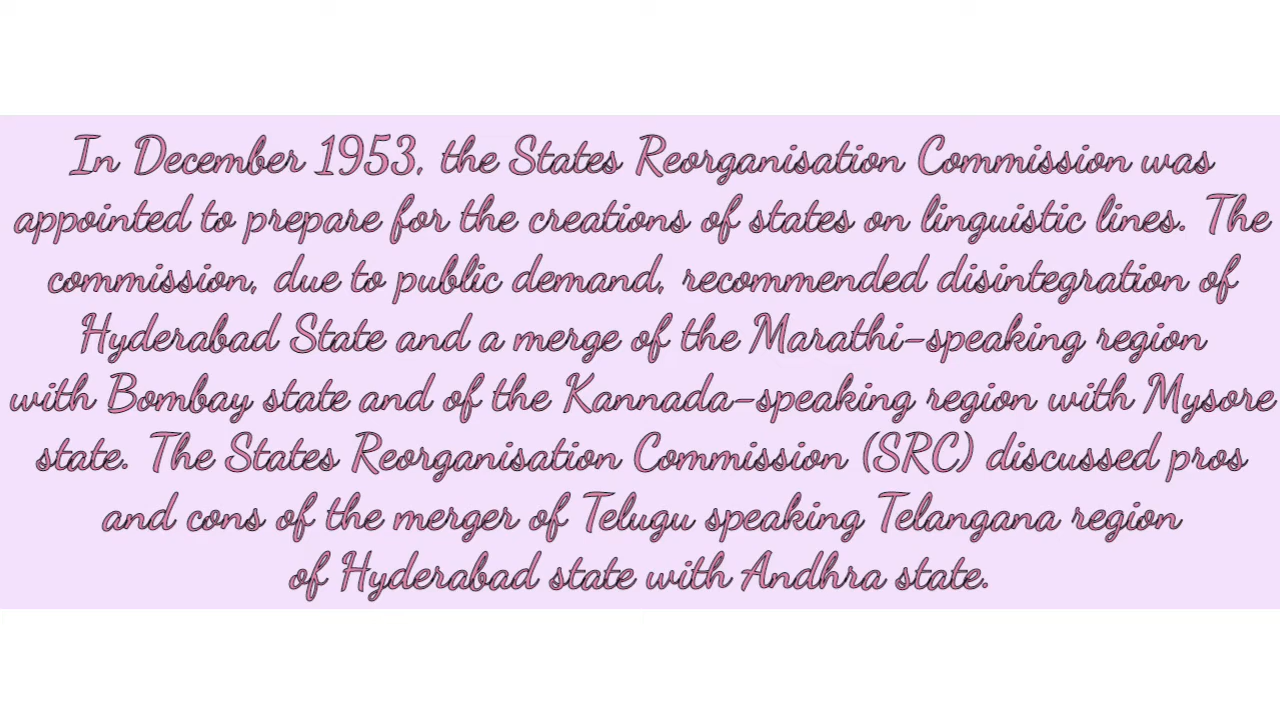 In December 1953, the States Reorganisation Commission was
appointed to prepare for the creations of states on linguistic lines. The
commission, due to public demand, recommended disintegration of
Hyderabad State and a merge of the Marathi-speaking region
with Bombay state and of the Kannada-speaking region with Mysore
state. The States Reorganisation Commission (SRC) discussed pros
and cons of the merger of Telugu speaking Telangana region
of Hyderabad state with Andhra state.